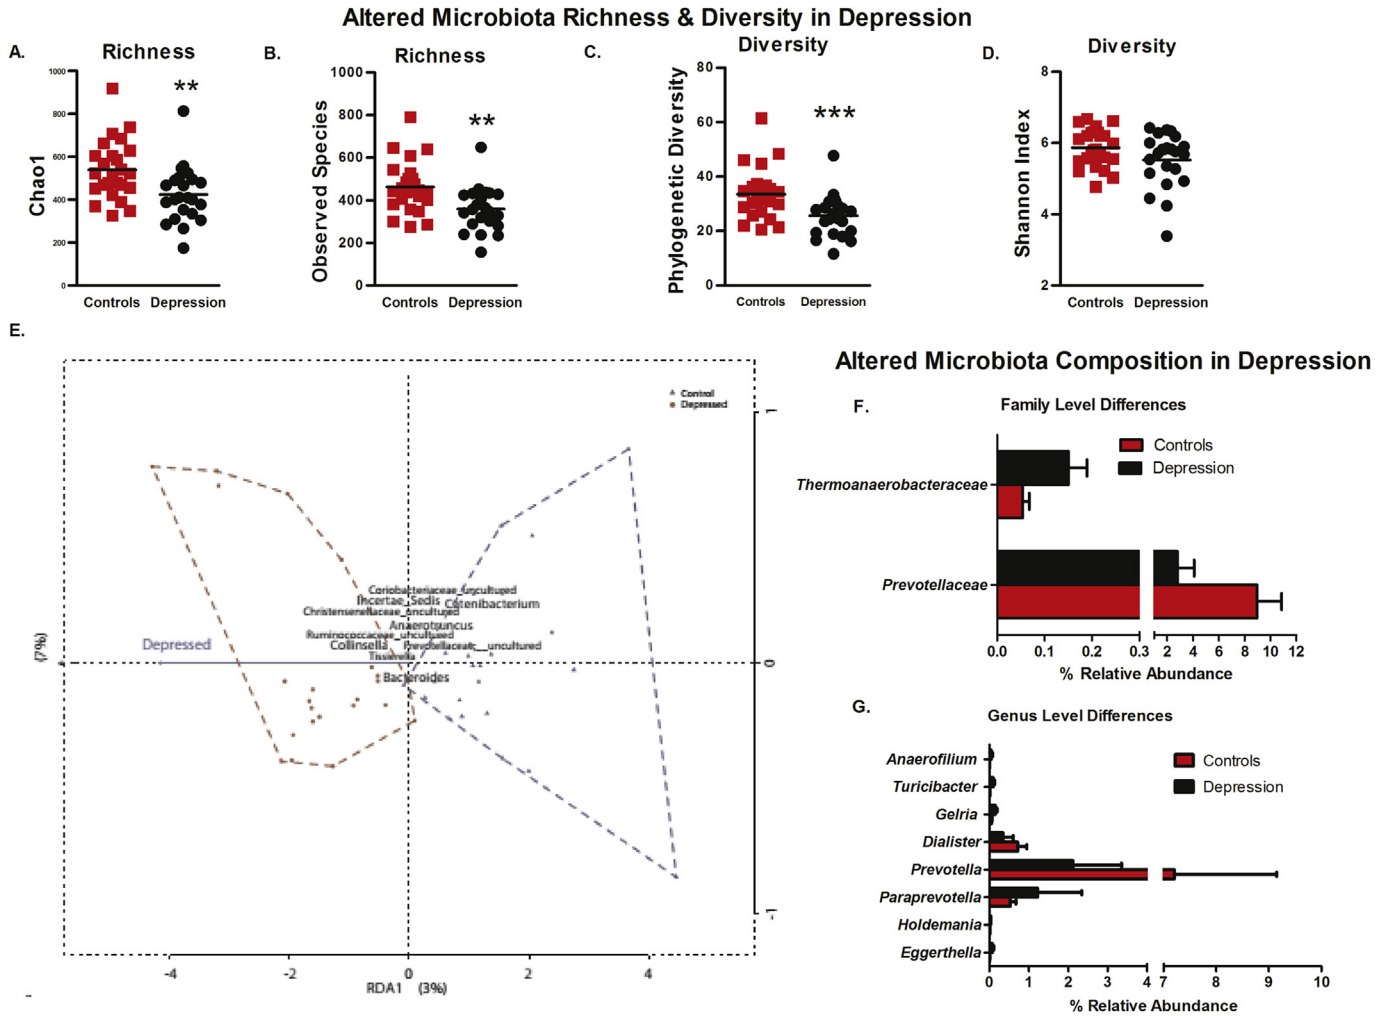 Altered Microbiota Richness & Diversity in Depression
A.
Richness
Chao1
1000
800
600
400
200
0
**
Controls Depression
B.
Richness
Observed Species
1000
800
600
400
200
0
**
Controls Depression
C.
Diversity
Phylogenetic Diversity
80
60
40
20
0
***
Controls Depression
D.
Diversity
Shannon Index
8
6
4
2
Controls Depression
E.
Control
Depressed
1
0
-1
(7%)
Depressed
Coriobacteriaceae_uncultured
Incertae_Sedis
Catenibacterium
Christensenellaceae_uncultured
Anaerotruncus
Ruminococcaceae_uncultured
Collinsella
Prevotellaceae_uncultured
Tissierella
Bacteroides
-4 -2 0 2 4
RDA1 (3%)
Altered Microbiota Composition in Depression
F.
Family Level Differences
Controls
Depression
Thermoanaerobacteraceae
Prevotellaceae
0.0 0.1 0.2 0.3 2 4 6 8 10 12
% Relative Abundance
G.
Genus Level Differences
Controls
Depression
Anaerofilium
Turicibacter
Gelria
Dialister
Prevotella
Paraprevotella
Holdemania
Eggerthella
0 1 2 3 4 7 8 9 10
% Relative Abundance